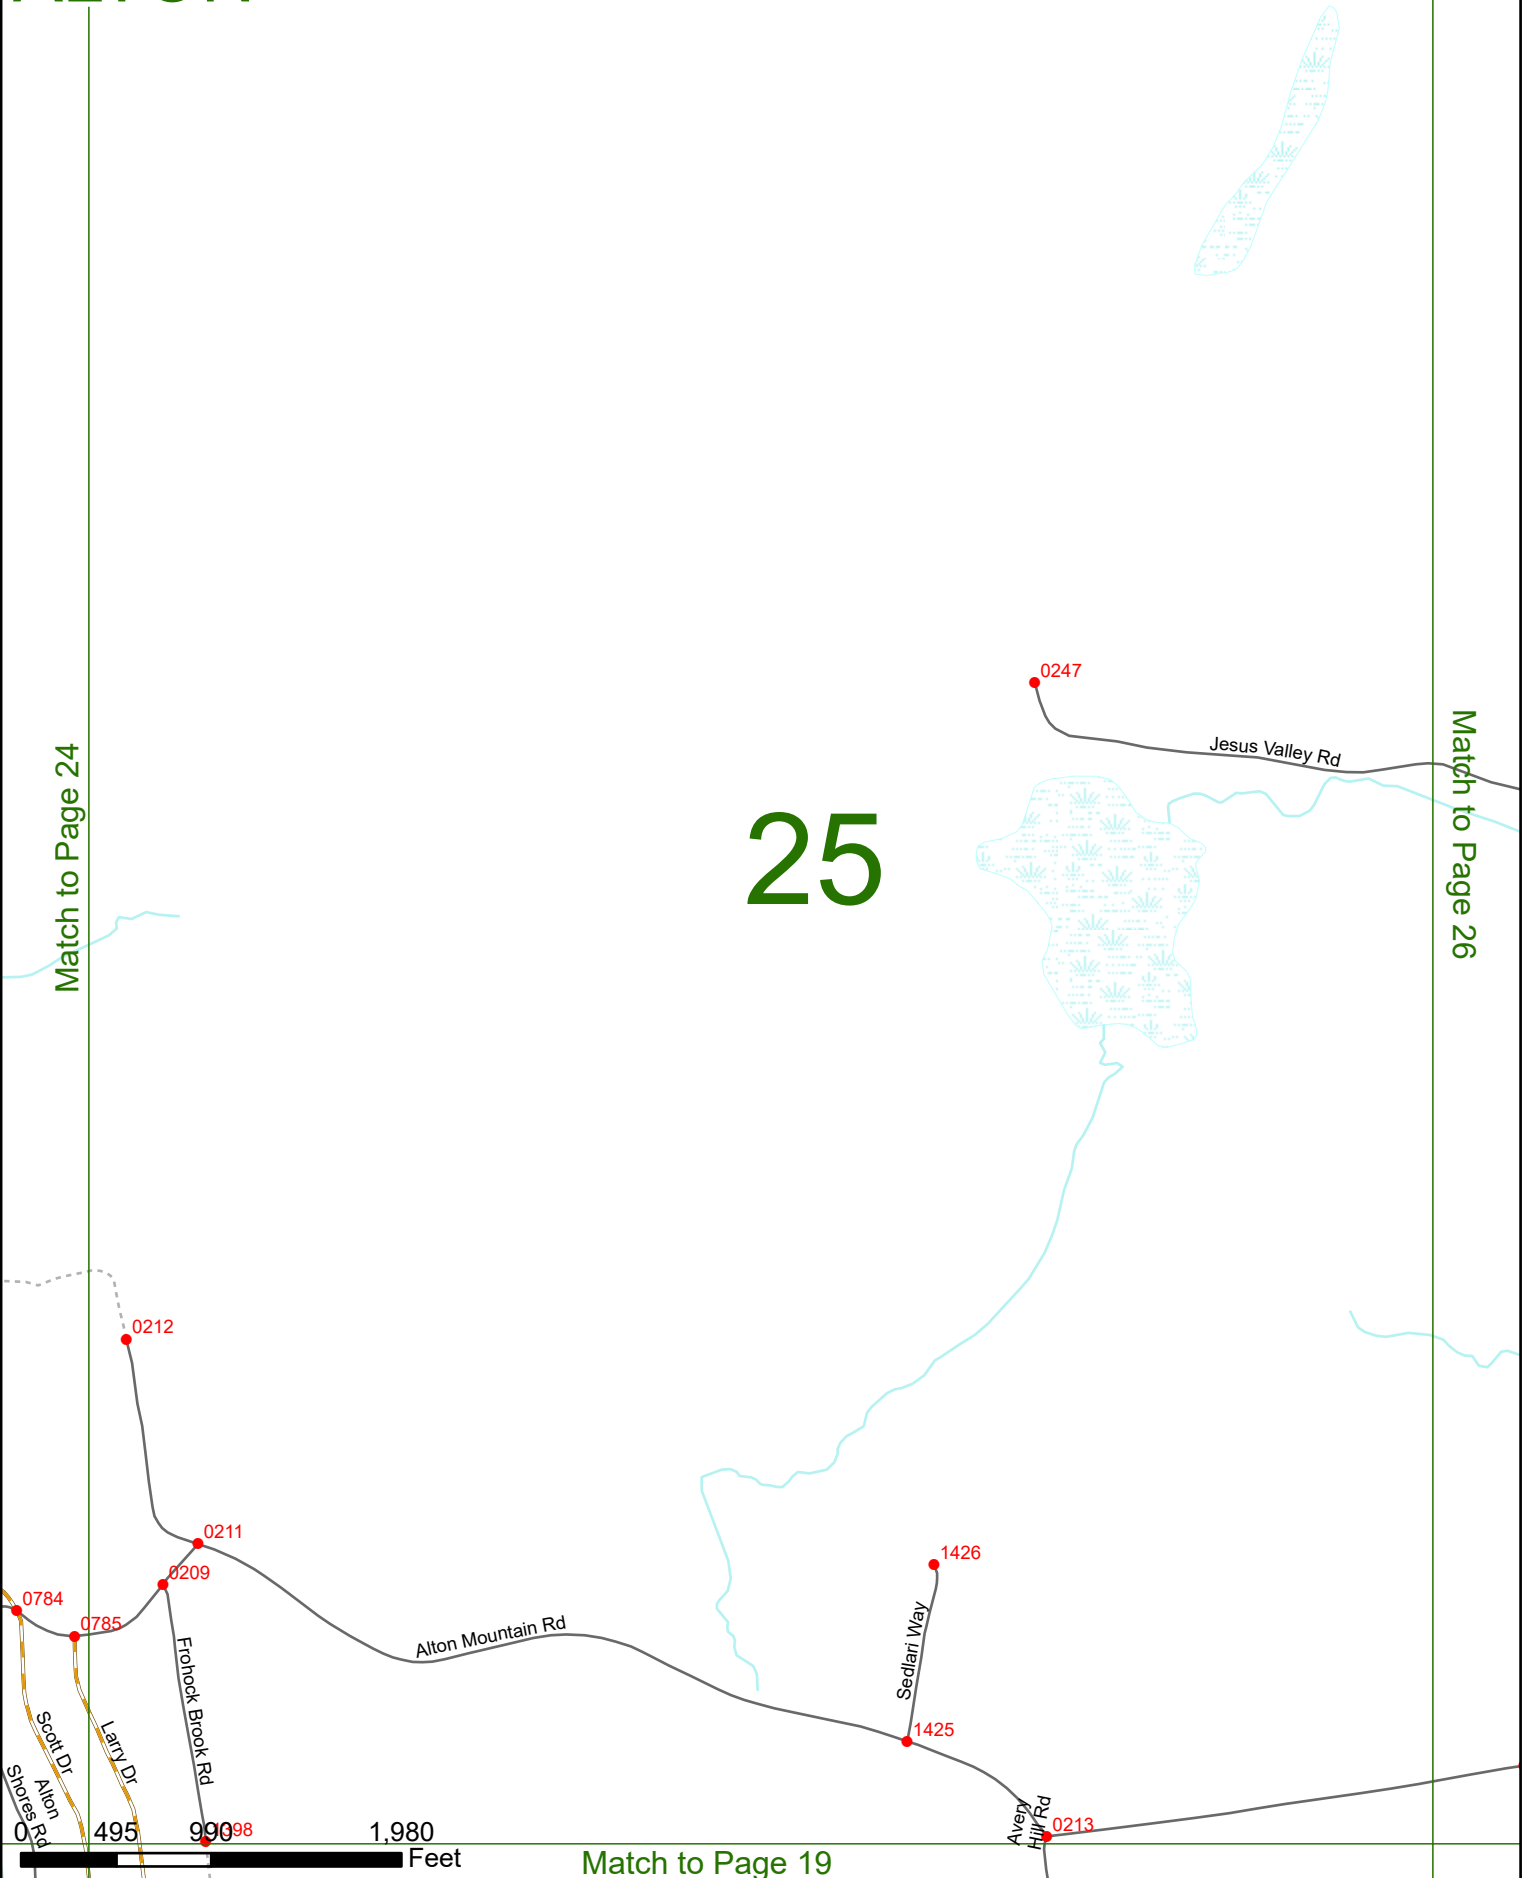 0247
Jesus Valley Rd
Match to Page 24
25
Match to Page 26
0212
0211
0209
1426
0784
0785
Alton Mountain Rd
Sedlari Way
Frohock Brook Rd
Scott Dr
Larry Dr
1425
Alton
Shores Rd
Avery
Hill Rd
0213
1398
0 495 990 1,980
Feet
Match to Page 19